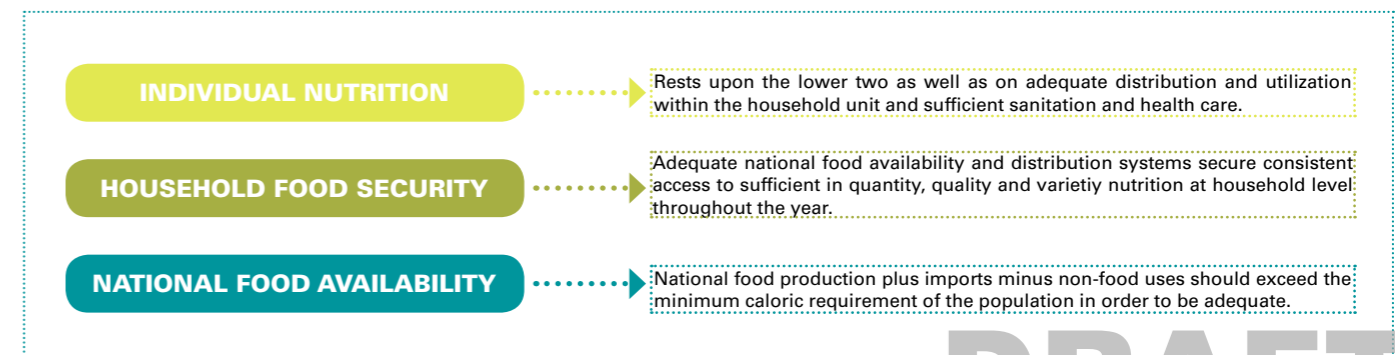 INDIVIDUAL NUTRITION
Rests upon the lower two as well as on adequate distribution and utilization
within the household unit and sufficient sanitation and health care.
HOUSEHOLD FOOD SECURITY
Adequate national food availability and distribution systems secure consistent
access to sufficient in quantity, quality and varietiy nutrition at household level
throughout the year.
NATIONAL FOOD AVAILABILITY
National food production plus imports minus non-food uses should exceed the
minimum caloric requirement of the population in order to be adequate.
DRAFT